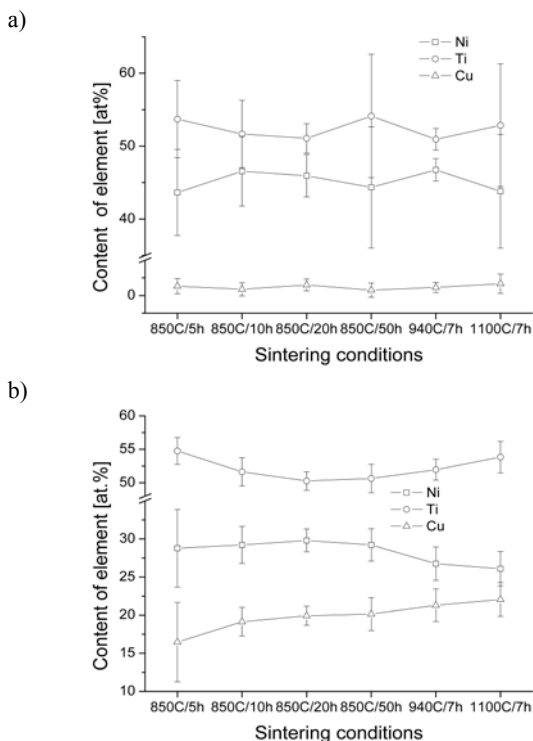 a)
Ni
Ti
Cu
60
50
40
0
Content of element [at%]
850C/5h 850C/10h 850C/20h 850C/50h 940C/7h 1100C/7h
Sintering conditions
b)
60
55
50
30
25
20
15
10
Ni
Ti
Cu
Content of element [at.%]
850C/5h 850C/10h 850C/20h 850C/50h 940C/7h 1100C/7h
Sintering conditions